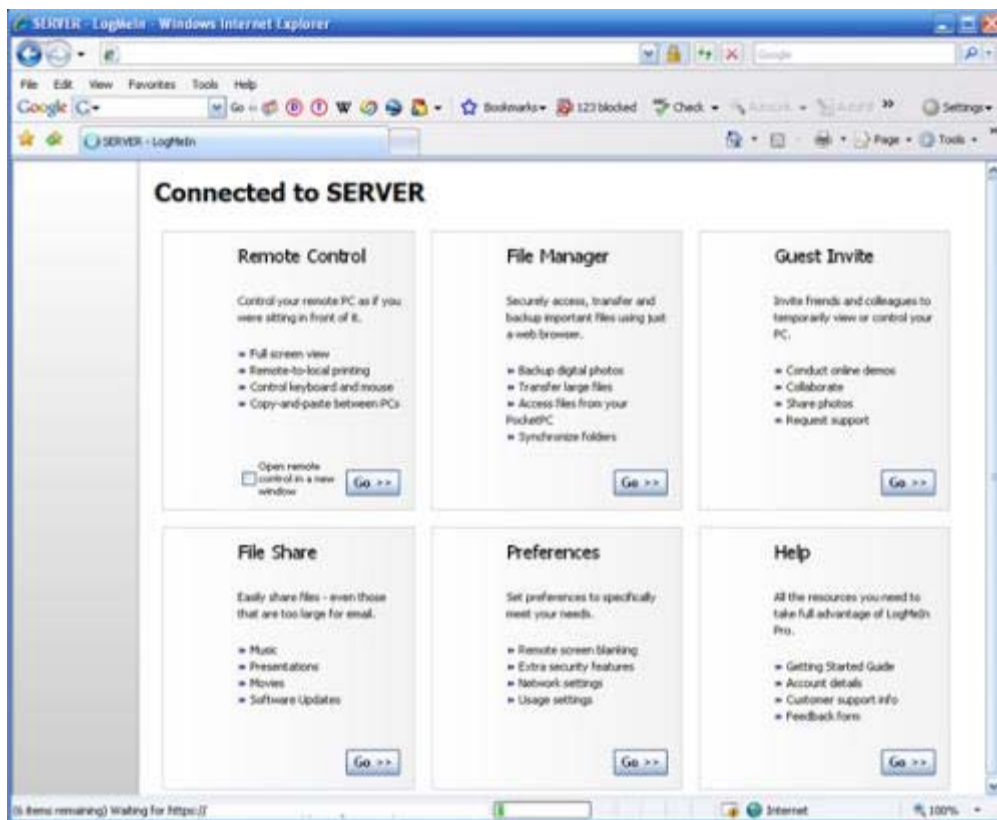 SERVER - LogMeIn - Windows Internet Explorer
Google
File Edit View Favorites Tools Help
Google G Go Bookmarks 123 blocked Check Settings
SERVER - LogMeIn Page Tools
Connected to SERVER
Remote Control
Control your remote PC as if you
were sitting in front of it.
Full screen view
Remote-to-local printing
Control keyboard and mouse
Copy-and-paste between PCs
Open remote
control in a new
window
Go >>
File Manager
Securely access, transfer and
backup important files using just
a web browser.
Backup digital photos
Transfer large files
Access files from your
PocketPC
Synchronize folders
Go >>
Guest Invite
Invite friends and colleagues to
temporarily view or control your
PC.
Conduct online demos
Collaborate
Share photos
Request support
Go >>
File Share
Easily share files - even those
that are too large for email.
Music
Presentations
Movies
Software Updates
Go >>
Preferences
Set preferences to specifically
meet your needs.
Remote screen blanking
Extra security features
Network settings
Usage settings
Go >>
Help
All the resources you need to
take full advantage of LogMeIn
Pro.
Getting Started Guide
Account details
Customer support info
Feedback form
Go >>
(6 items remaining) Waiting for https:// Internet 100%